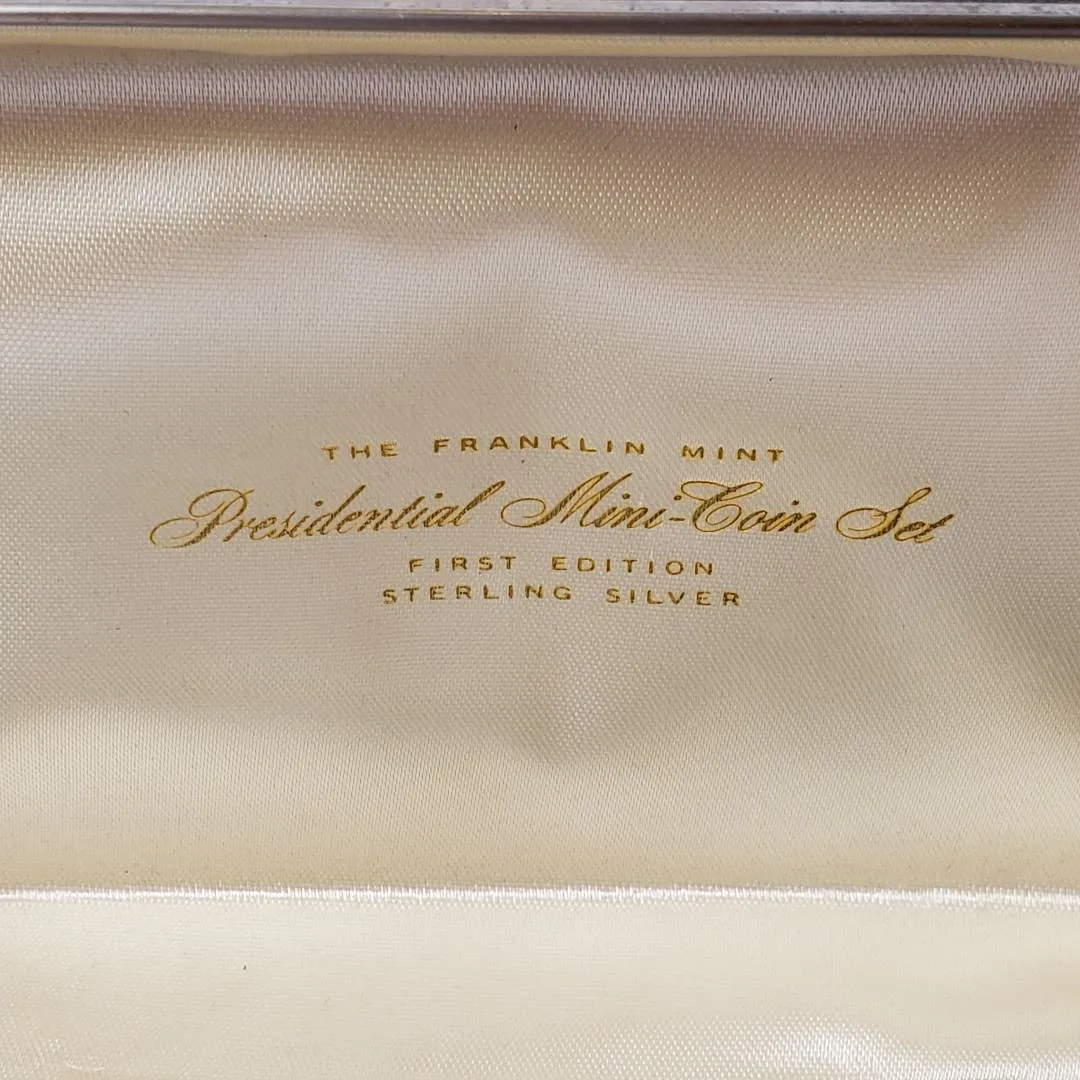 THE FRANKLIN MINT
Presidential Mini-Coin Set
FIRST EDITION
STERLING SILVER